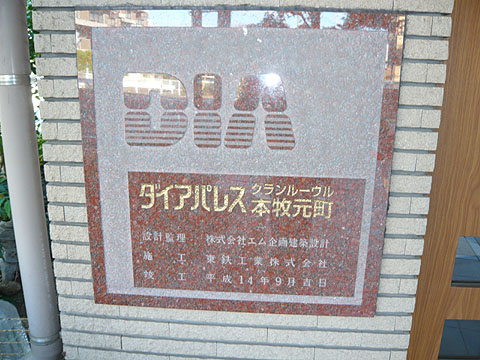 DIA
ダイアパレス クランルーヴル
本牧元町
設計監理 株式会社エム企画建築設計
施工 東鉄工業株式会社
竣工 平成14年9月吉日